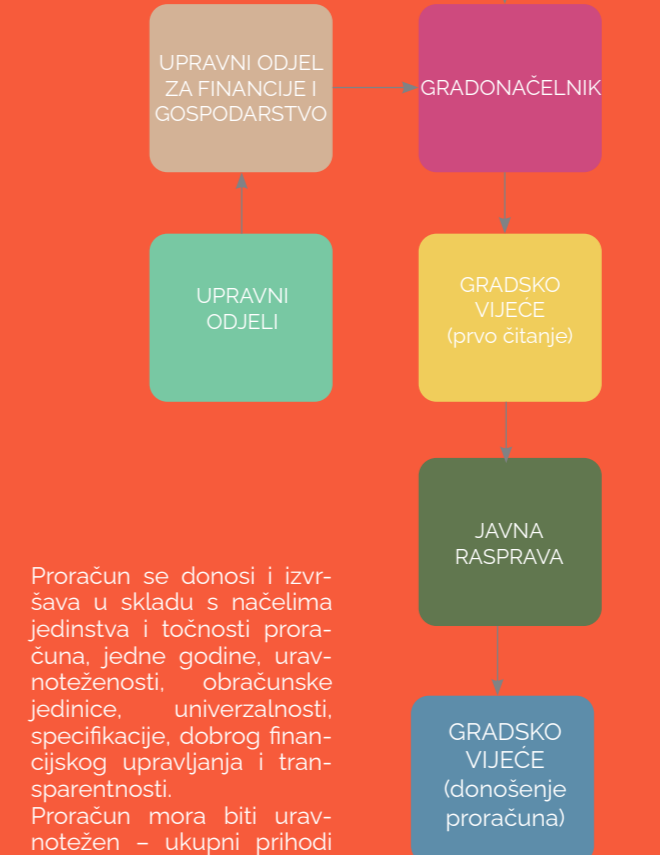 UPRAVNI ODJEL
ZA FINANCIJE I
GOSPODARSTVO
GRADONAČELNIK
UPRAVNI
ODJELI
GRADSKO
VIJEĆE
(prvo čitanje)
JAVNA
RASPRAVA
Proračun se donosi i izvr-
šava u skladu s načelima
jedinstva i točnosti prora-
čuna, jedne godine, urav-
noteženosti, obračunske
jedinice, univerzalnosti,
specifikacije, dobrog finan-
cijskog upravljanja i tran-
sparentnosti.
Proračun mora biti urav-
notežen – ukupni prihodi
GRADSKO
VIJEĆE
(donošenje
proračuna)